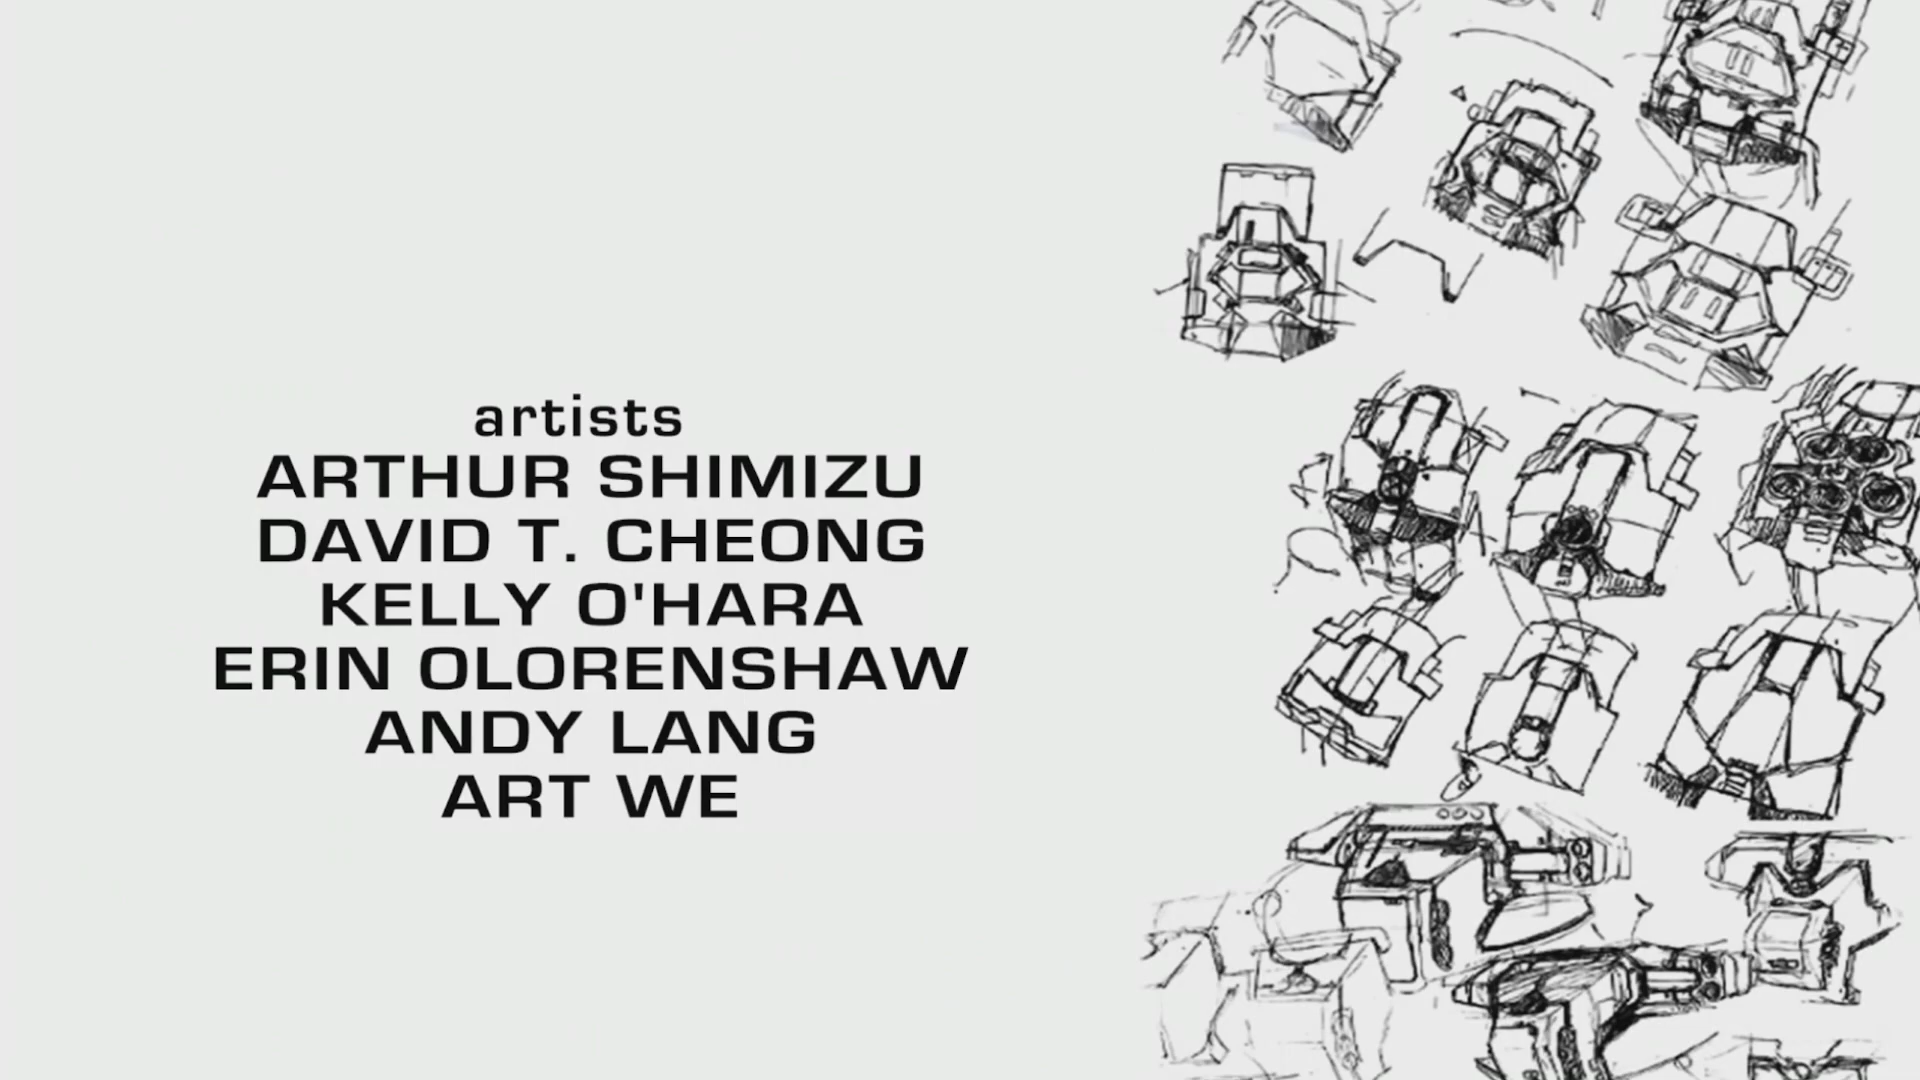 artists
ARTHUR SHIMIZU
DAVID T. CHEONG
KELLY O'HARA
ERIN OLORENSHAW
ANDY LANG
ART WE